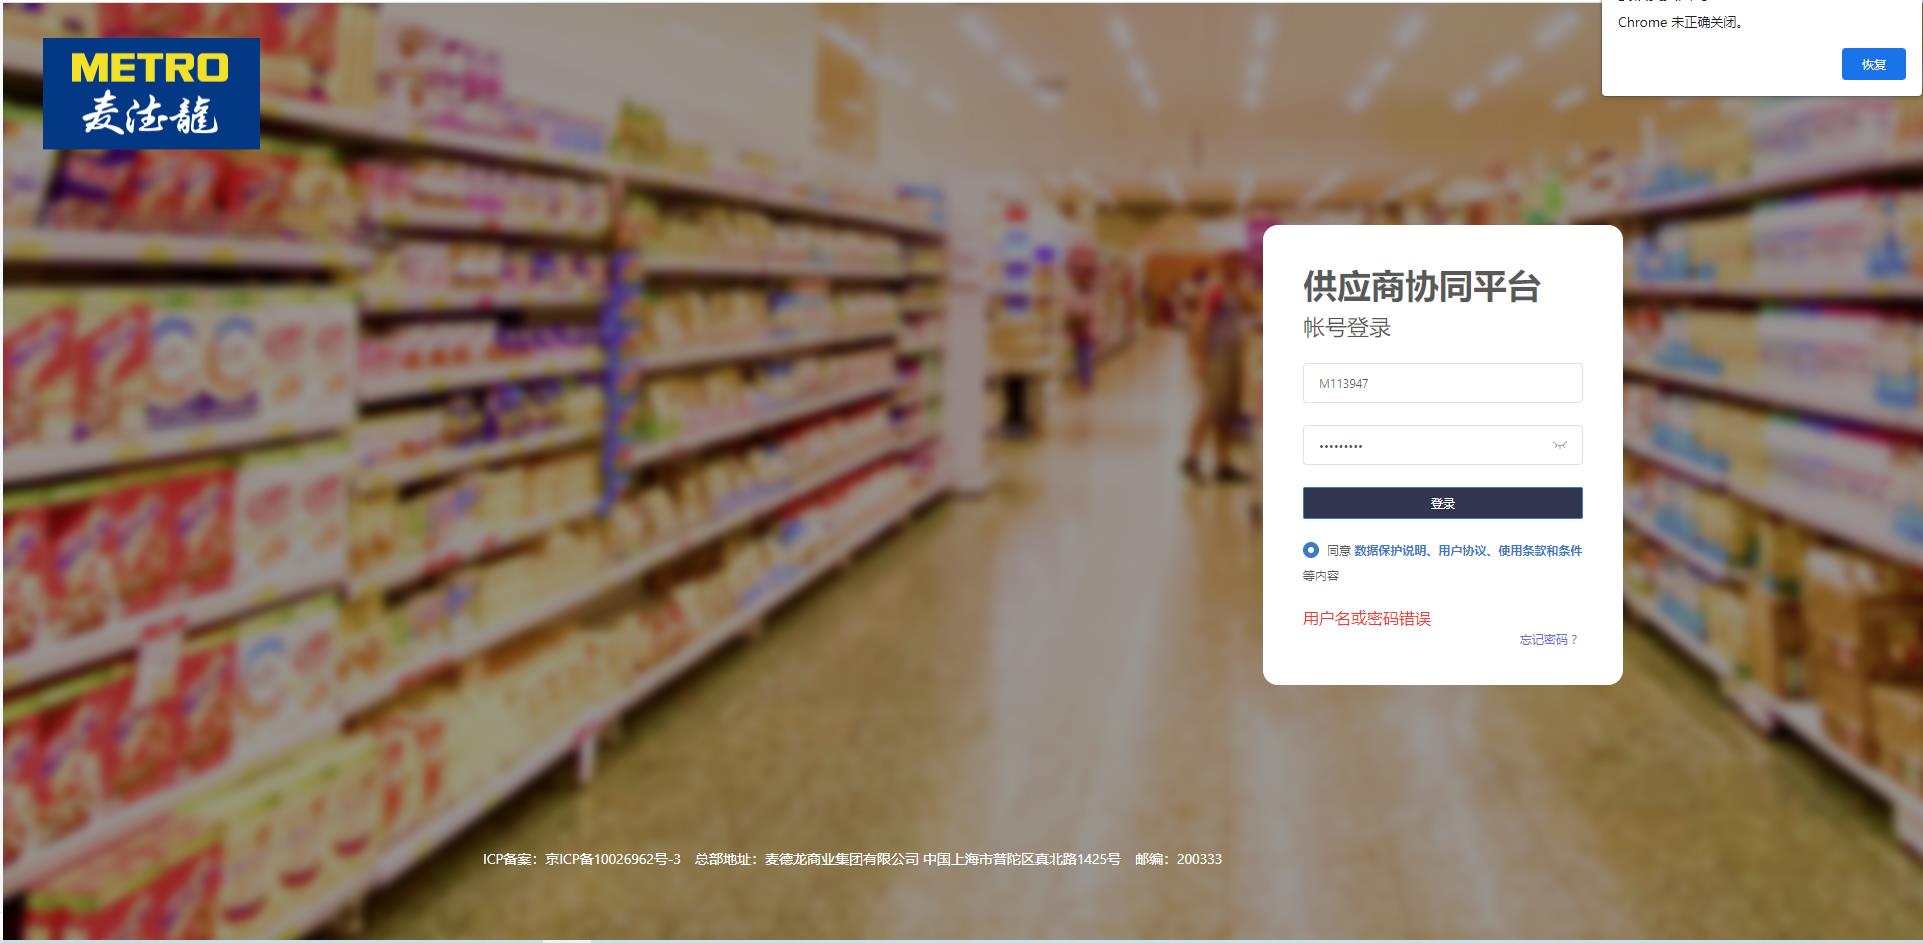 METRO
麦德龍
Chrome 未正确关闭。
恢复
供应商协同平台
帐号登录
M113947
•••••••••
登录
同意 数据保护说明、用户协议、使用条款和条件
等内容
用户名或密码错误
忘记密码？
ICP备案：京ICP备10026962号-3 总部地址：麦德龙商业集团有限公司 中国上海市普陀区真北路1425号 邮编：200333